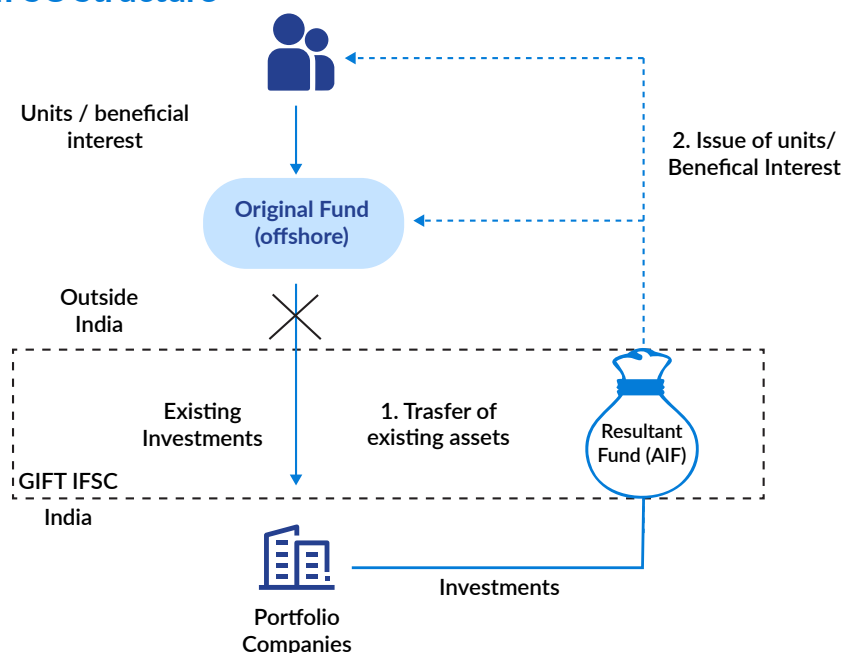 Units / beneficial
interest
2. Issue of units/
Benefical Interest
Original Fund
(offshore)
Outside
India
Existing
Investments
1. Trasfer of
existing assets
Resultant
Fund (AIF)
GIFT IFSC
India
Investments
Portfolio
Companies